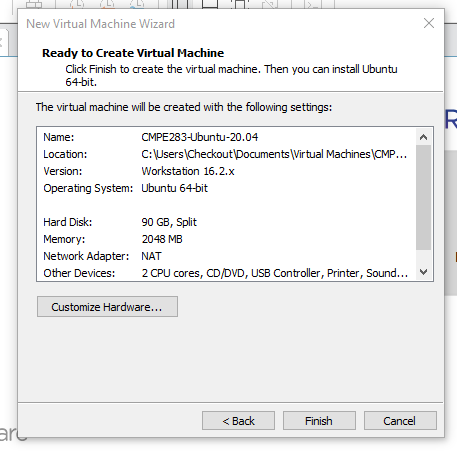 New Virtual Machine Wizard
Ready to Create Virtual Machine
Click Finish to create the virtual machine. Then you can install Ubuntu
64-bit.
The virtual machine will be created with the following settings:
Name: CMPE283-Ubuntu-20.04
Location: C:\Users\Checkout\Documents\Virtual Machines\CMP...
Version: Workstation 16.2.x
Operating System: Ubuntu 64-bit
Hard Disk: 90 GB, Split
Memory: 2048 MB
Network Adapter: NAT
Other Devices: 2 CPU cores, CD/DVD, USB Controller, Printer, Sound...
Customize Hardware...
< Back Finish Cancel